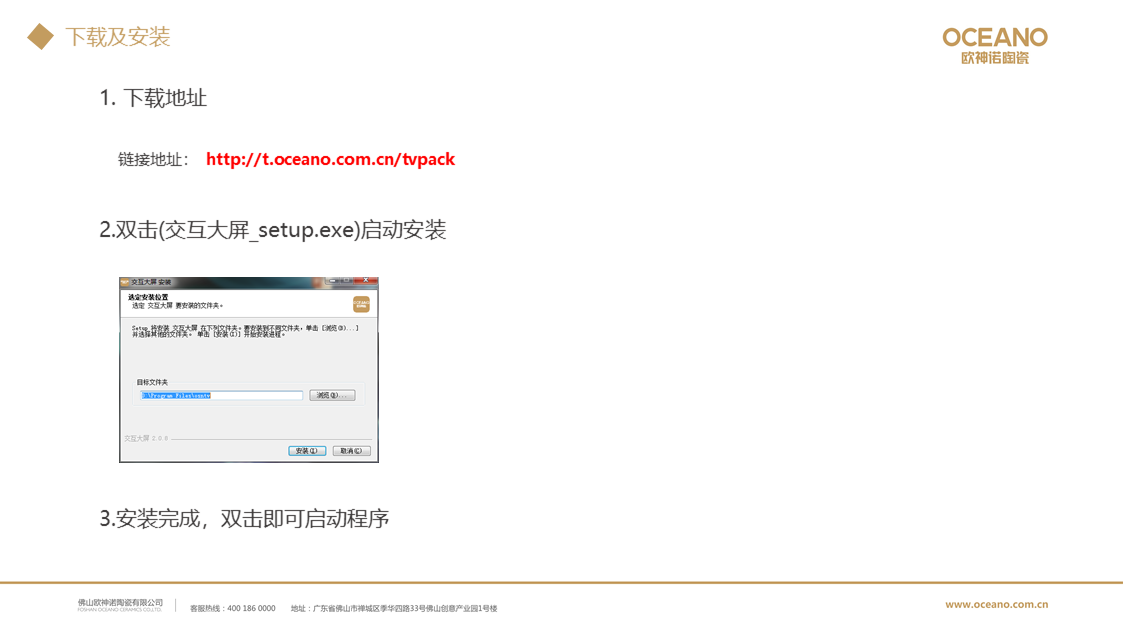 下载及安装
OCEANO
欧神诺陶瓷
1. 下载地址
链接地址： http://t.oceano.com.cn/tvpack
2.双击(交互大屏_setup.exe)启动安装
交互大屏 安装
选定安装位置
选定 交互大屏 要安装的文件夹。
OCEANO
Setup 将安装 交互大屏 在下列文件夹。要安装到不同文件夹，单击 [浏览(B)...]
并选择其他的文件夹。 单击 [安装(I)] 开始安装进程。
目标文件夹
浏览(B)...
交互大屏 2.0.0
安装(I)
取消(C)
3.安装完成，双击即可启动程序
佛山欧神诺陶瓷有限公司
FOSHAN OCEANO CERAMICS CO.,LTD.
客服热线：400 186 0000 地址：广东省佛山市禅城区季华四路33号佛山创意产业园1号楼
www.oceano.com.cn